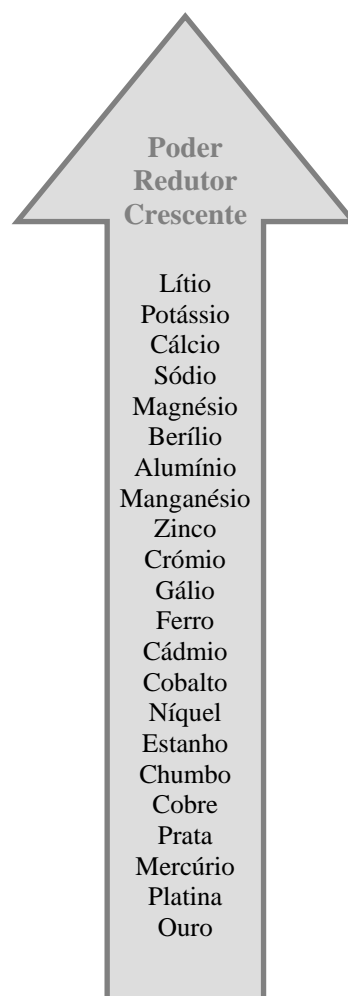 Poder
Redutor
Crescente
Lítio
Potássio
Cálcio
Sódio
Magnésio
Berílio
Alumínio
Manganésio
Zinco
Crómio
Gálio
Ferro
Cádmio
Cobalto
Níquel
Estanho
Chumbo
Cobre
Prata
Mercúrio
Platina
Ouro